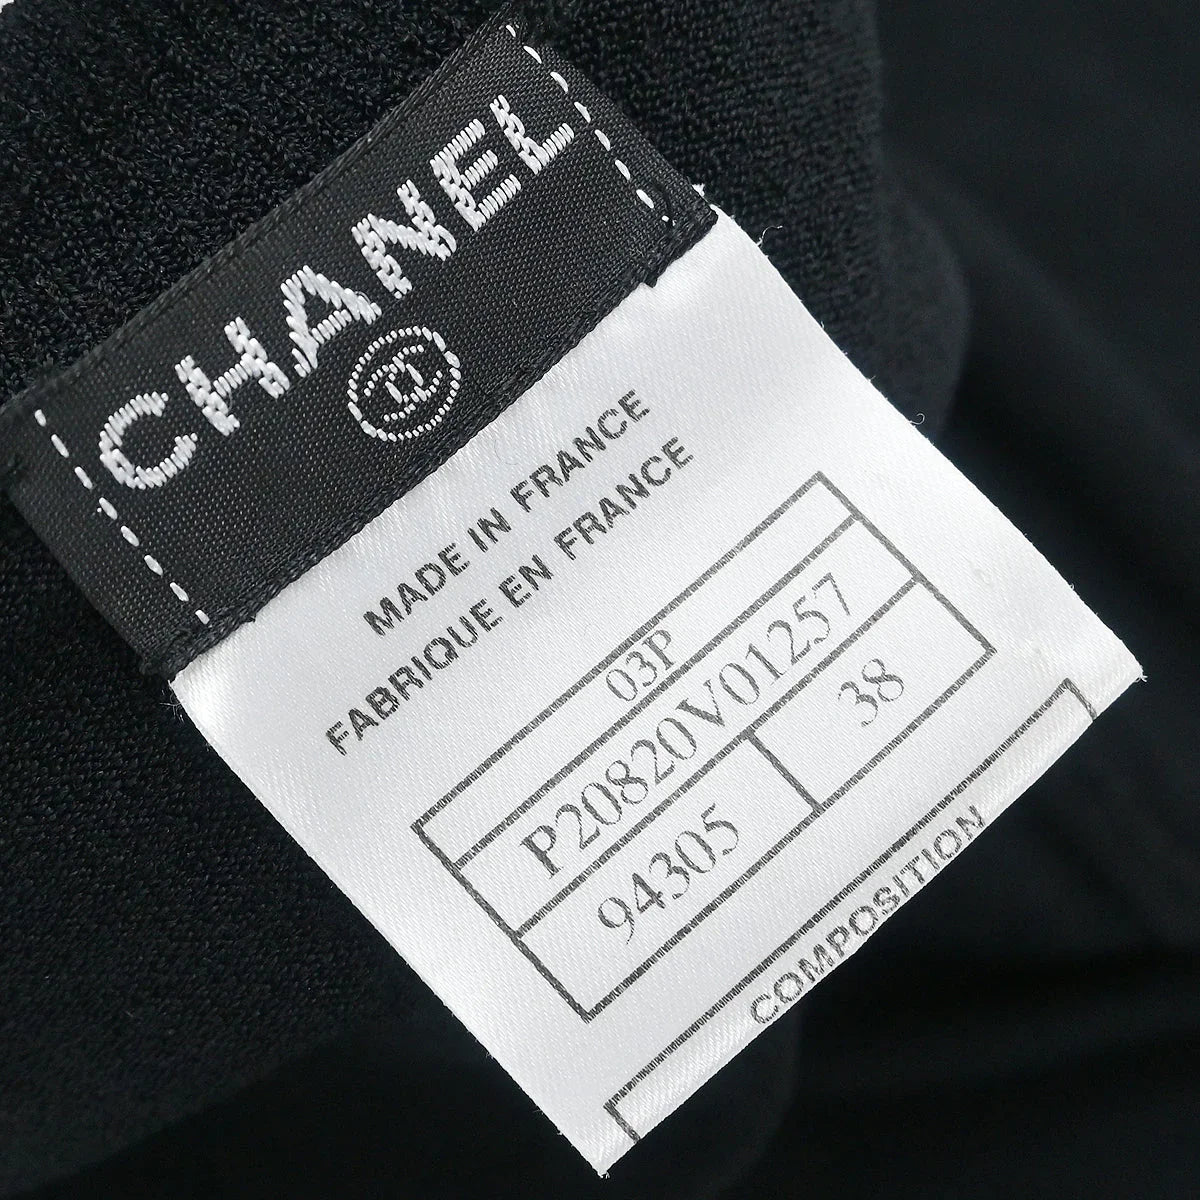 CHANEL
MADE IN FRANCE
FABRIQUE EN FRANCE
03P
P20820V01257
94305 38
COMPOSITION